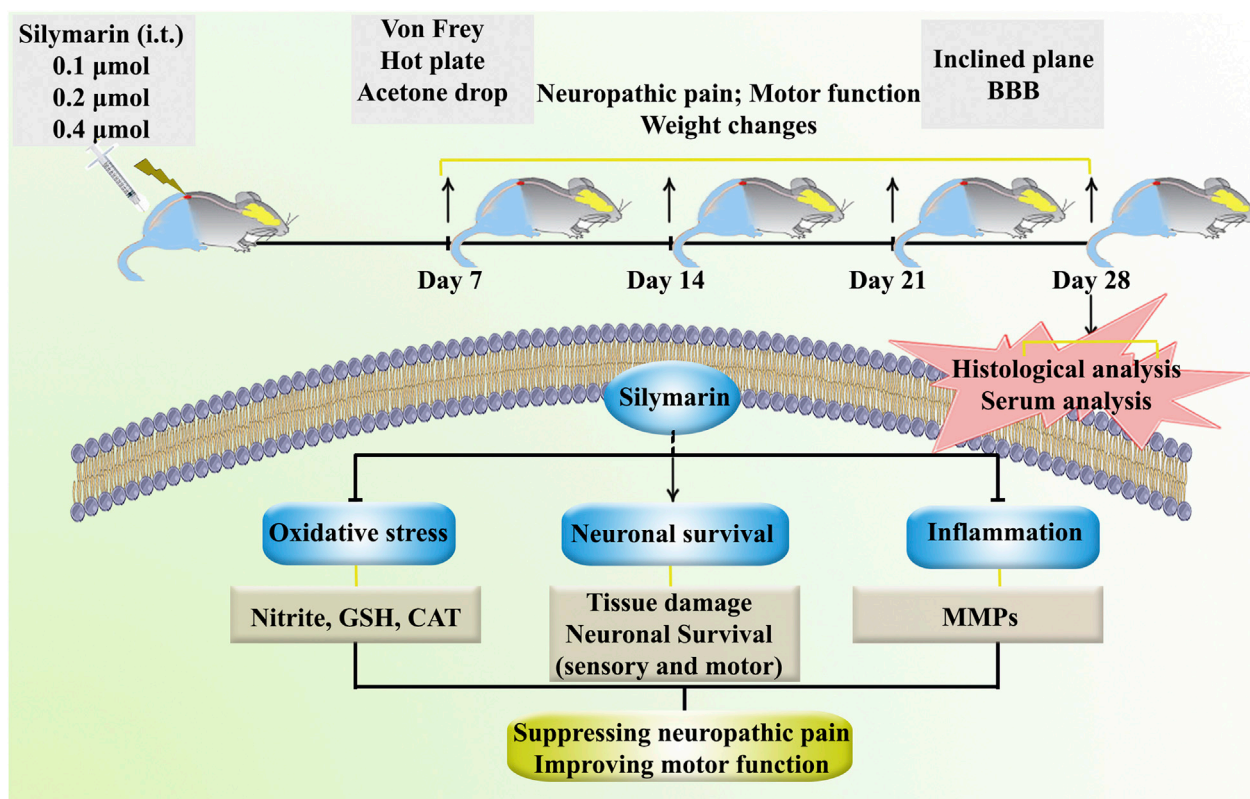 Silymarin (i.t.)
0.1 µmol
0.2 µmol
0.4 µmol
Von Frey
Hot plate
Acetone drop
Neuropathic pain; Motor function
Weight changes
Inclined plane
BBB
Day 7
Day 14
Day 21
Day 28
Histological analysis
Serum analysis
Silymarin
Oxidative stress
Neuronal survival
Inflammation
Nitrite, GSH, CAT
Tissue damage
Neuronal Survival
(sensory and motor)
MMPs
Suppressing neuropathic pain
Improving motor function